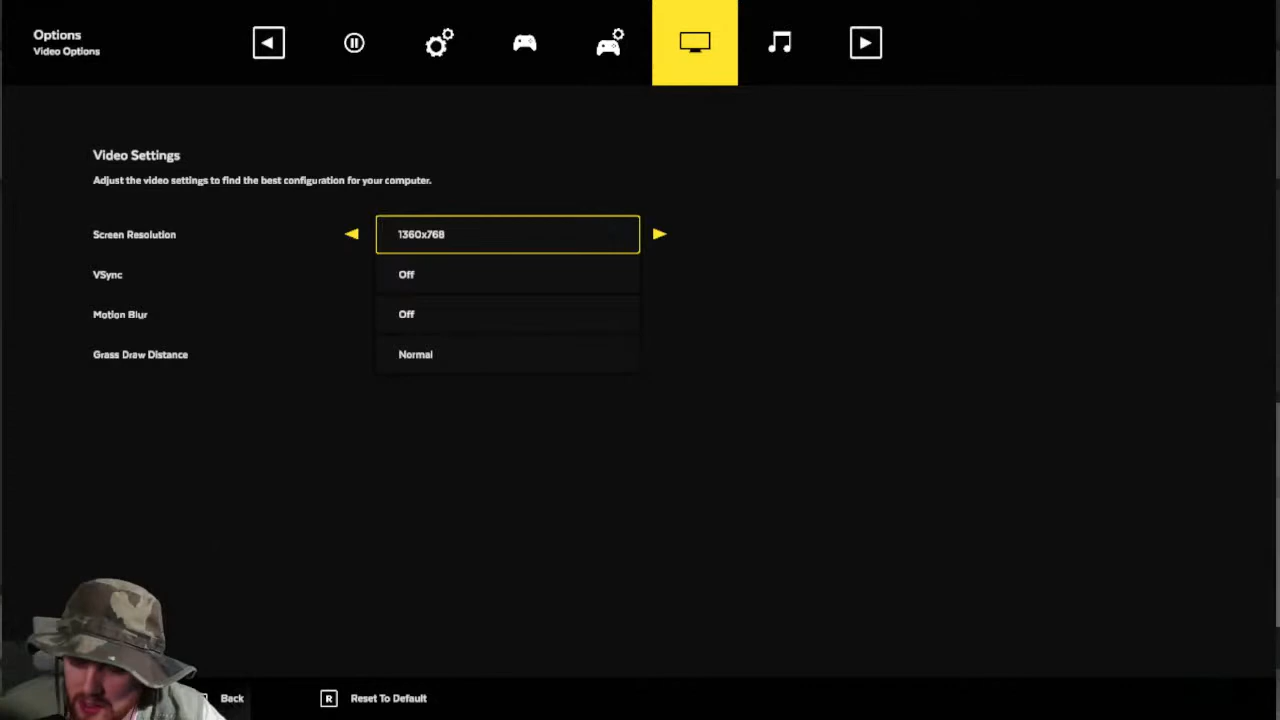 Options
Video Options
Video Settings
Adjust the video settings to find the best configuration for your computer.
Screen Resolution 1360x768
VSync Off
Motion Blur Off
Grass Draw Distance Normal
Back R Reset To Default